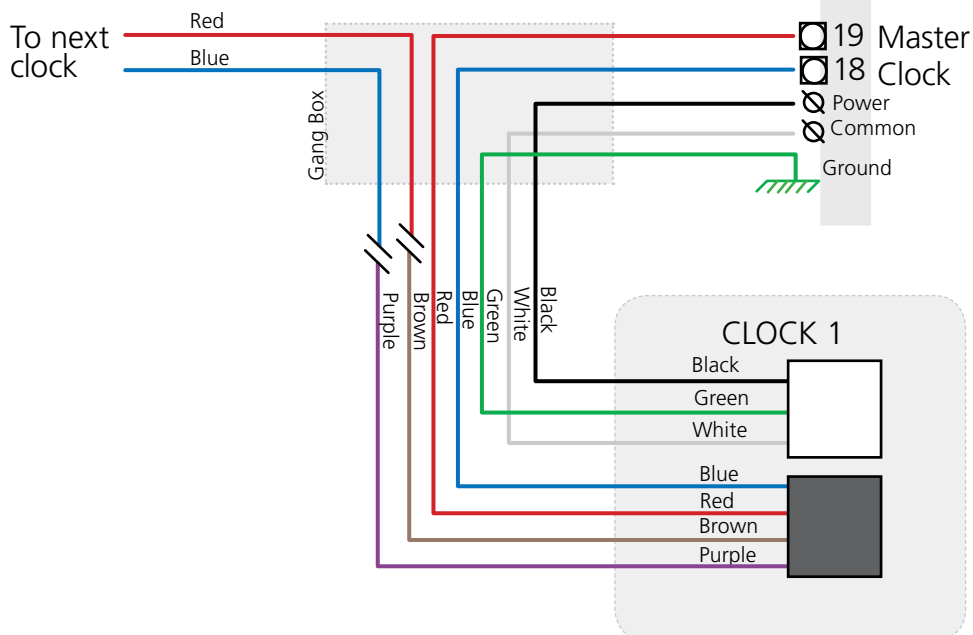 To next
clock
Red
Blue
Gang Box
19
18
Master
Clock
Power
Common
Ground
Purple
Brown
Red
Blue
Green
White
Black
CLOCK 1
Black
Green
White
Blue
Red
Brown
Purple